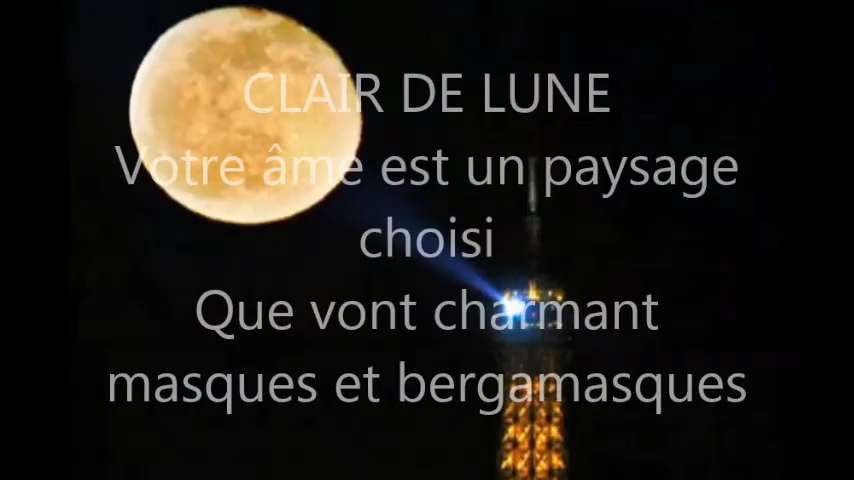 CLAIR DE LUNE
Votre âme est un paysage
choisi
Que vont charmant
masques et bergamasques